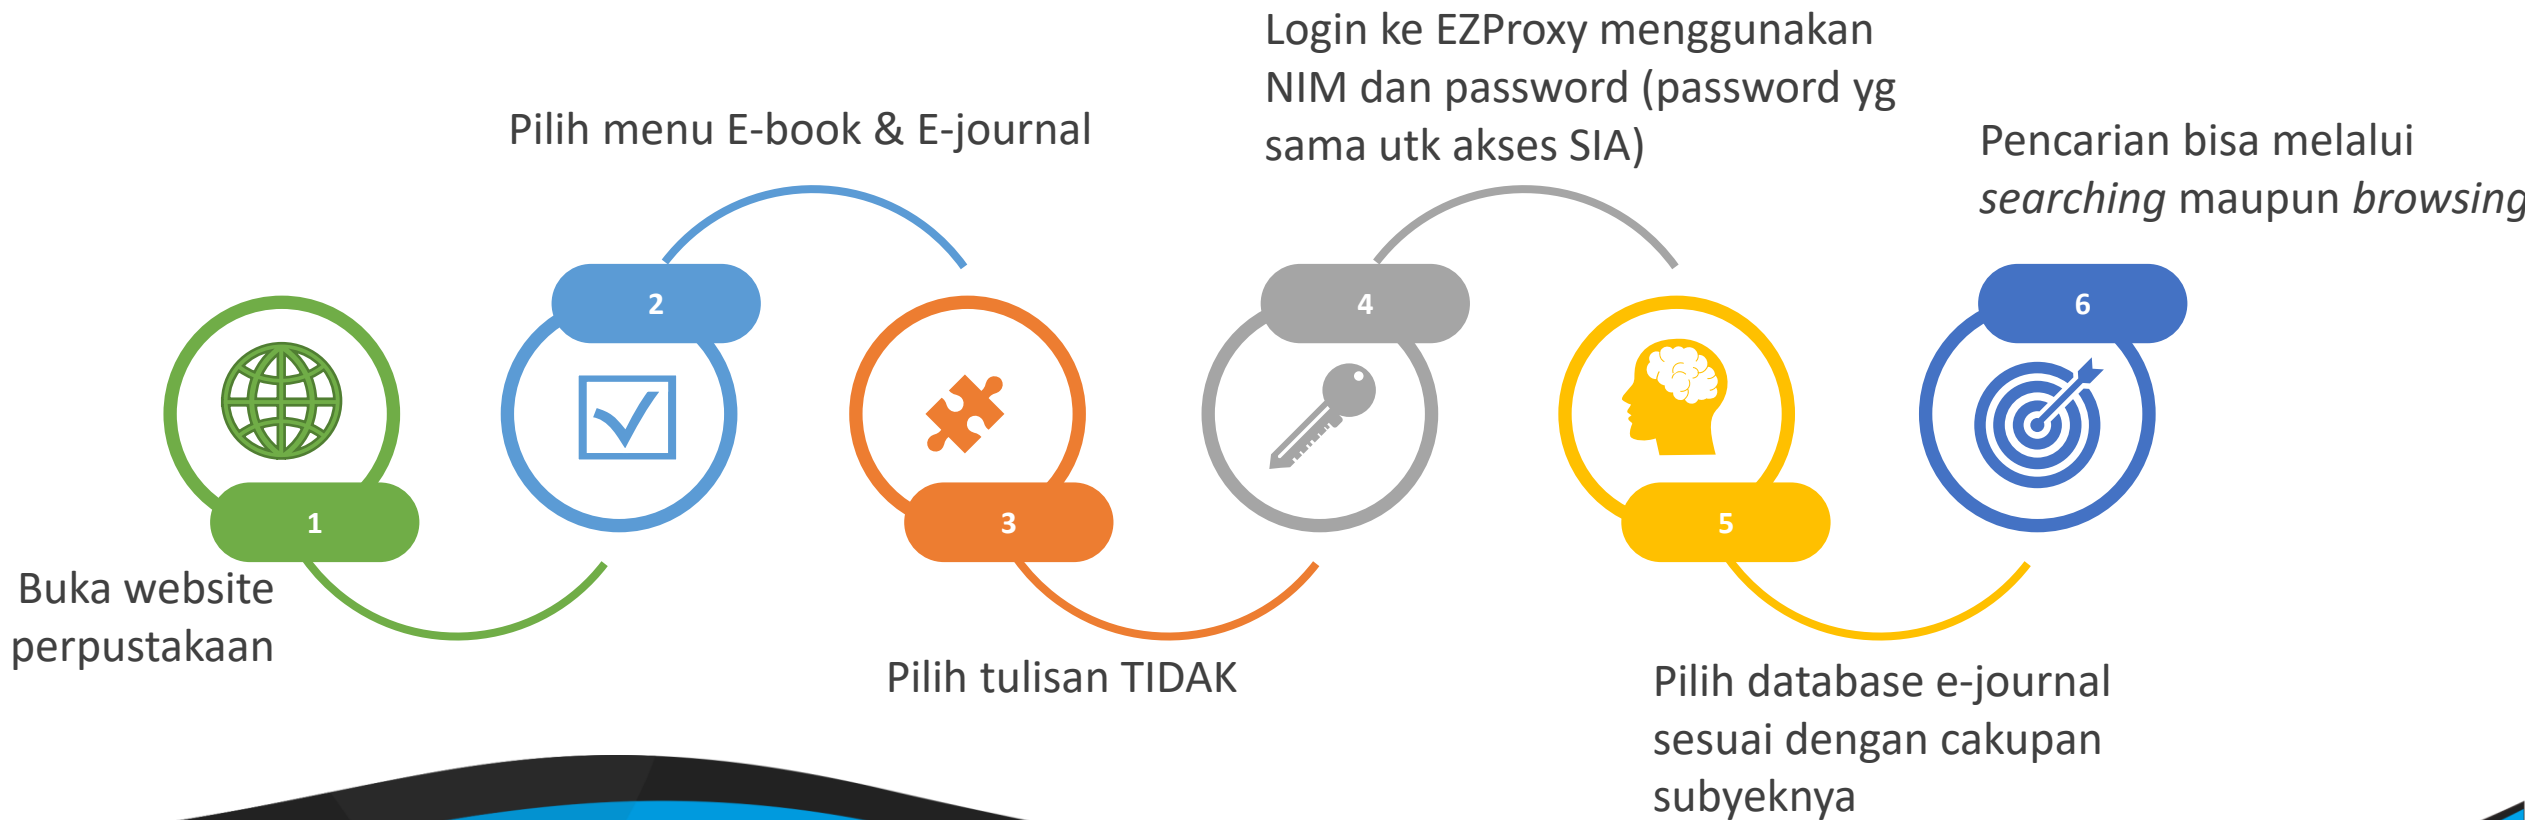 1
Buka website
perpustakaan
Pilih menu E-book & E-journal
2
3
Pilih tulisan TIDAK
Login ke EZProxy menggunakan
NIM dan password (password yg
sama utk akses SIA)
4
5
Pilih database e-journal
sesuai dengan cakupan
subyeknya
Pencarian bisa melalui
searching maupun browsing
6